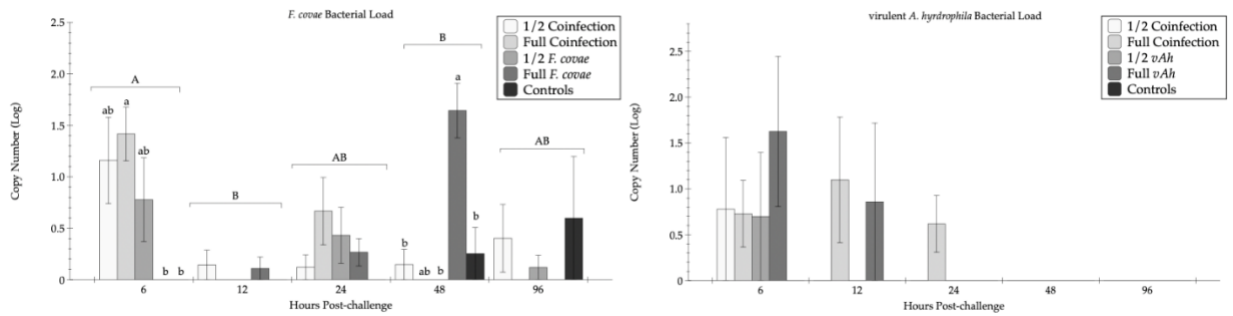 F. covae Bacterial Load
1/2 Coinfection
Full Coinfection
1/2 F. covae
Full F. covae
Controls
Copy Number (Log)
2.5
2.0
1.5
1.0
0.5
0
A
ab
a
ab
b b
B
AB
B
b
ab b
a
b
AB
6 12 24 48 96
Hours Post-challenge
virulent A. hyrdrophila Bacterial Load
1/2 Coinfection
Full Coinfection
1/2 vAh
Full vAh
Controls
Copy Number (Log)
2.5
2.0
1.5
1.0
0.5
0
6 12 24 48 96
Hours Post-challenge